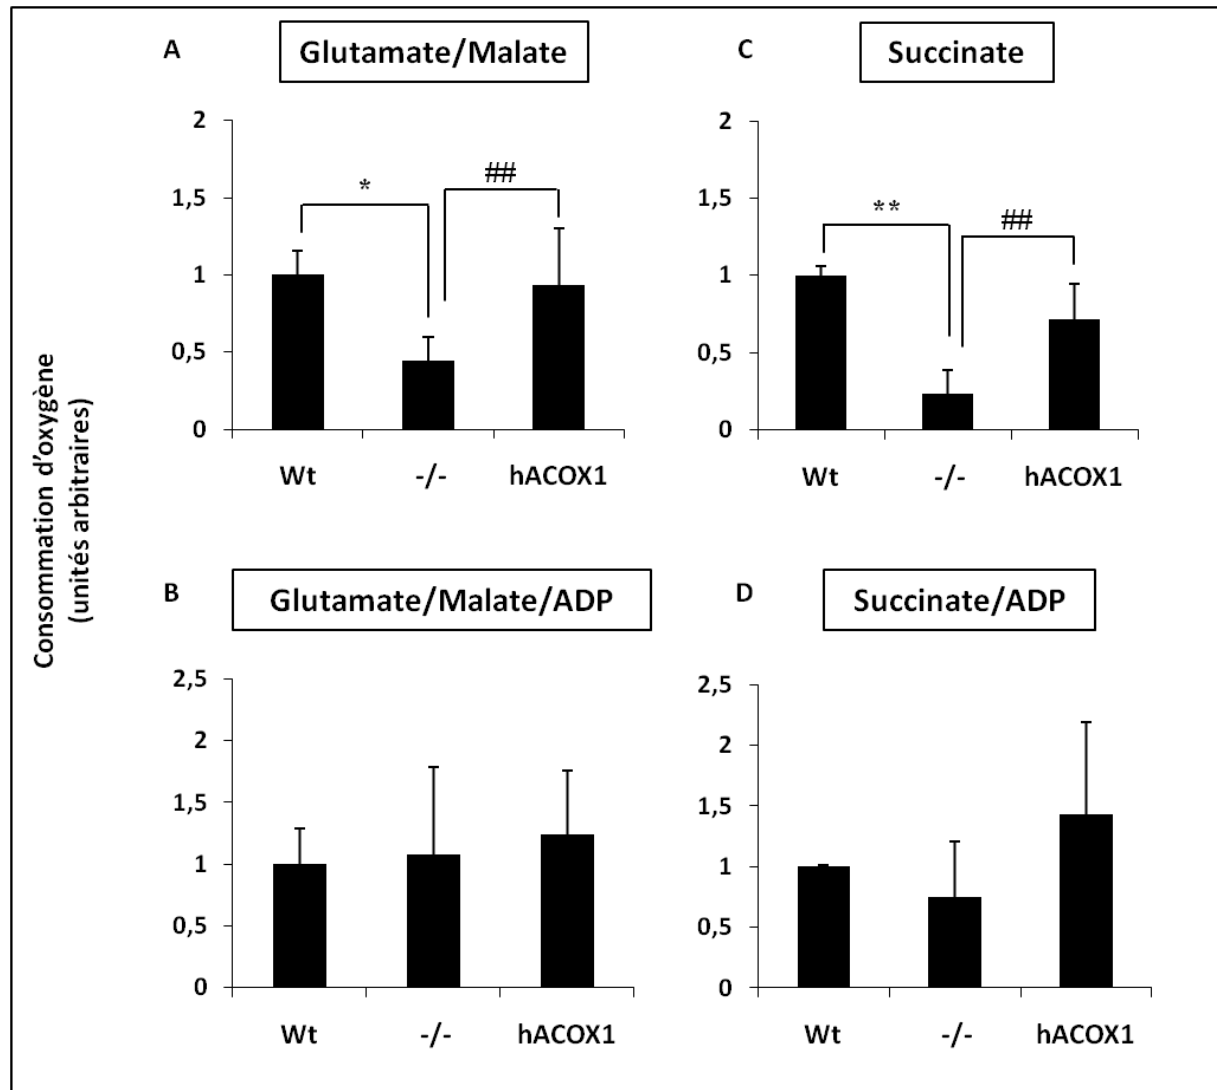 Consommation d'oxygène
(unités arbitraires)
A
Glutamate/Malate
2
1,5
1
0,5
0
*
##
Wt
-/-
hACOX1
C
Succinate
2
1,5
1
0,5
0
**
##
Wt
-/-
hACOX1
B
Glutamate/Malate/ADP
2,5
2
1,5
1
0,5
0
Wt
-/-
hACOX1
D
Succinate/ADP
2,5
2
1,5
1
0,5
0
Wt
-/-
hACOX1